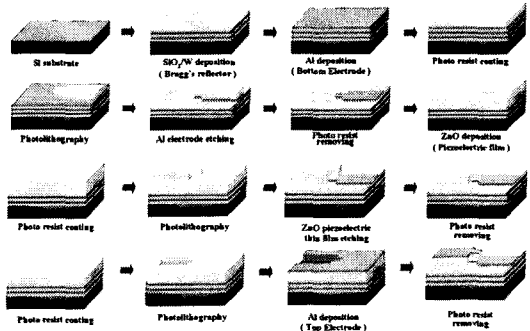 Si substrate
SiO2/W deposition
( Bragg's reflector )
Al deposition
( Bottom Electrode )
Photo resist coating
Photolithography
Al electrode etching
Photo resist
removing
ZnO deposition
( Piezoelectric film )
Photo resist coating
Photolithography
ZnO piezoelectric
thin film etching
Photo resist
removing
Photo resist coating
Photolithography
Al deposition
( Top Electrode )
Photo resist
removing